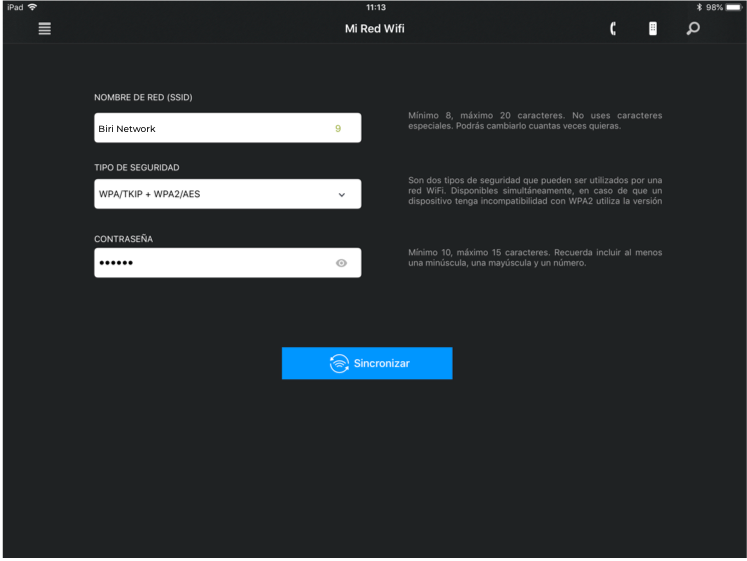 iPad
11:13
98%
Mi Red Wifi
NOMBRE DE RED (SSID)
Biri Network
9
Mínimo 8, máximo 20 caracteres. No uses caracteres
especiales. Podrás cambiarlo cuantas veces quieras.
TIPO DE SEGURIDAD
WPA/TKIP + WPA2/AES
Son dos tipos de seguridad que pueden ser utilizados por una
red WiFi. Disponibles simultáneamente, en caso de que un
dispositivo tenga incompatibilidad con WPA2 utiliza la versión
CONTRASEÑA
••••••
Mínimo 10, máximo 15 caracteres. Recuerda incluir al menos
una minúscula, una mayúscula y un número.
Sincronizar